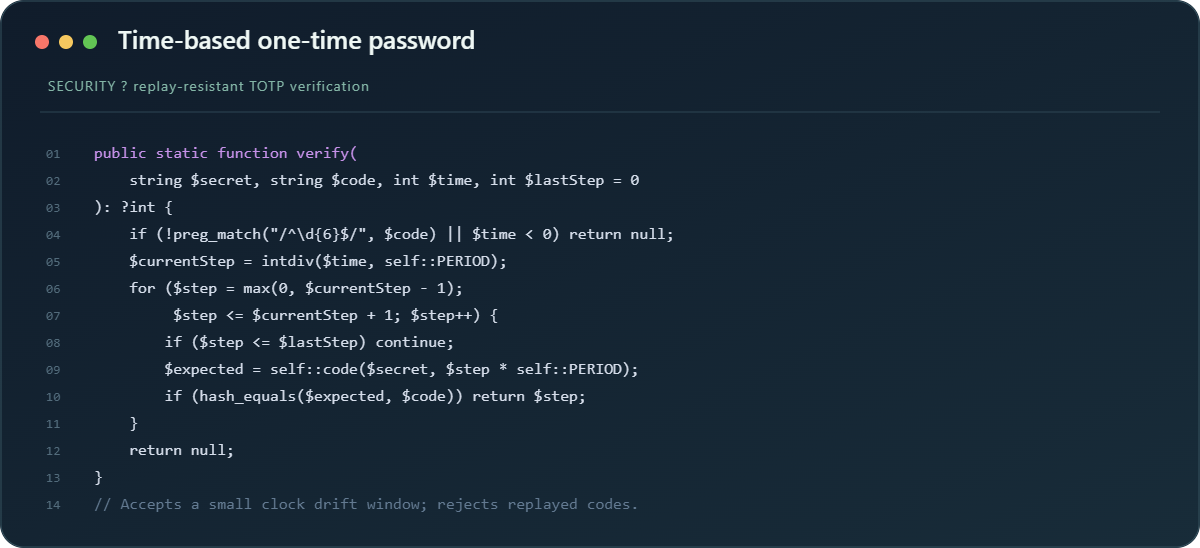 Time-based one-time password
SECURITY ? replay-resistant TOTP verification
01 public static function verify(
02 string $secret, string $code, int $time, int $lastStep = 0
03 ): ?int {
04 if (!preg_match("/^\d{6}$/", $code) || $time < 0) return null;
05 $currentStep = intdiv($time, self::PERIOD);
06 for ($step = max(0, $currentStep - 1);
07 $step <= $currentStep + 1; $step++) {
08 if ($step <= $lastStep) continue;
09 $expected = self::code($secret, $step * self::PERIOD);
10 if (hash_equals($expected, $code)) return $step;
11 }
12 return null;
13 }
14 // Accepts a small clock drift window; rejects replayed codes.